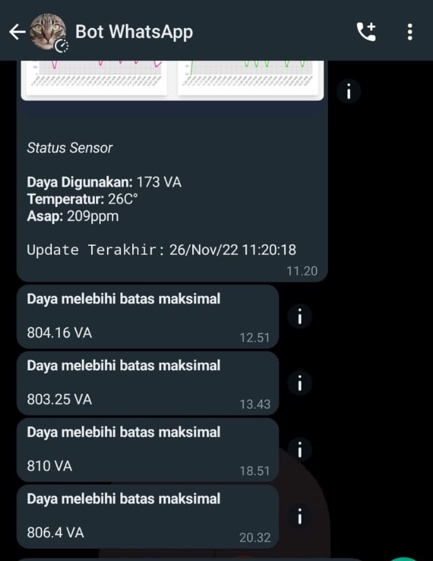 Bot WhatsApp
Status Sensor
Daya Digunakan: 173 VA
Temperatur: 26C°
Asap: 209ppm
Update Terakhir: 26/Nov/22 11:20:18
11.20
Daya melebihi batas maksimal
804.16 VA
12.51
Daya melebihi batas maksimal
803.25 VA
13.43
Daya melebihi batas maksimal
810 VA
18.51
Daya melebihi batas maksimal
806.4 VA
20.32